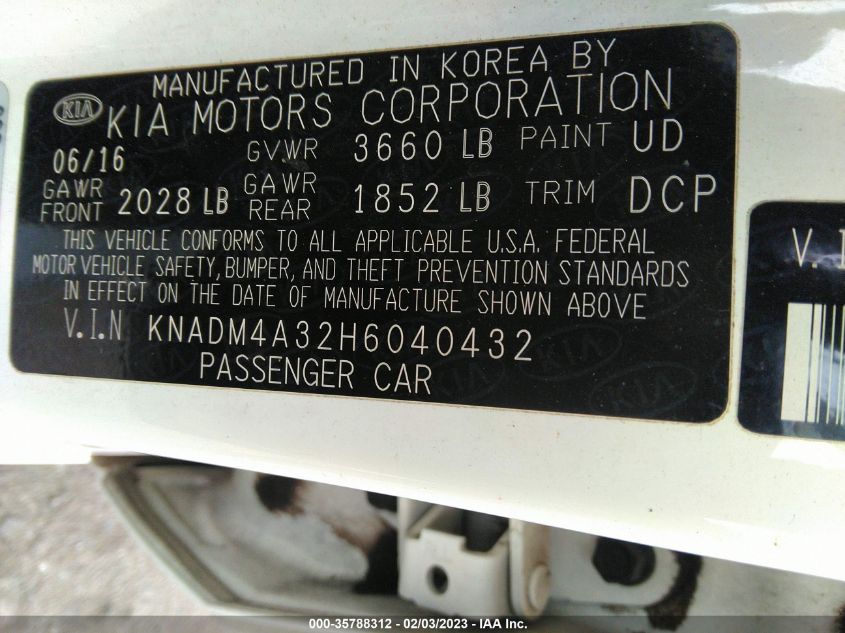 MANUFACTURED IN KOREA BY
KIA KIA MOTORS CORPORATION
06/16 GVWR 3660 LB PAINT UD
GAWR FRONT 2028 LB GAWR REAR 1852 LB TRIM DCP
THIS VEHICLE CONFORMS TO ALL APPLICABLE U.S.A. FEDERAL
MOTOR VEHICLE SAFETY, BUMPER, AND THEFT PREVENTION STANDARDS
IN EFFECT ON THE DATE OF MANUFACTURE SHOWN ABOVE
V.I.N KNADM4A32H6040432
PASSENGER CAR
V.I
000-35788312 - 02/03/2023 - IAA Inc.